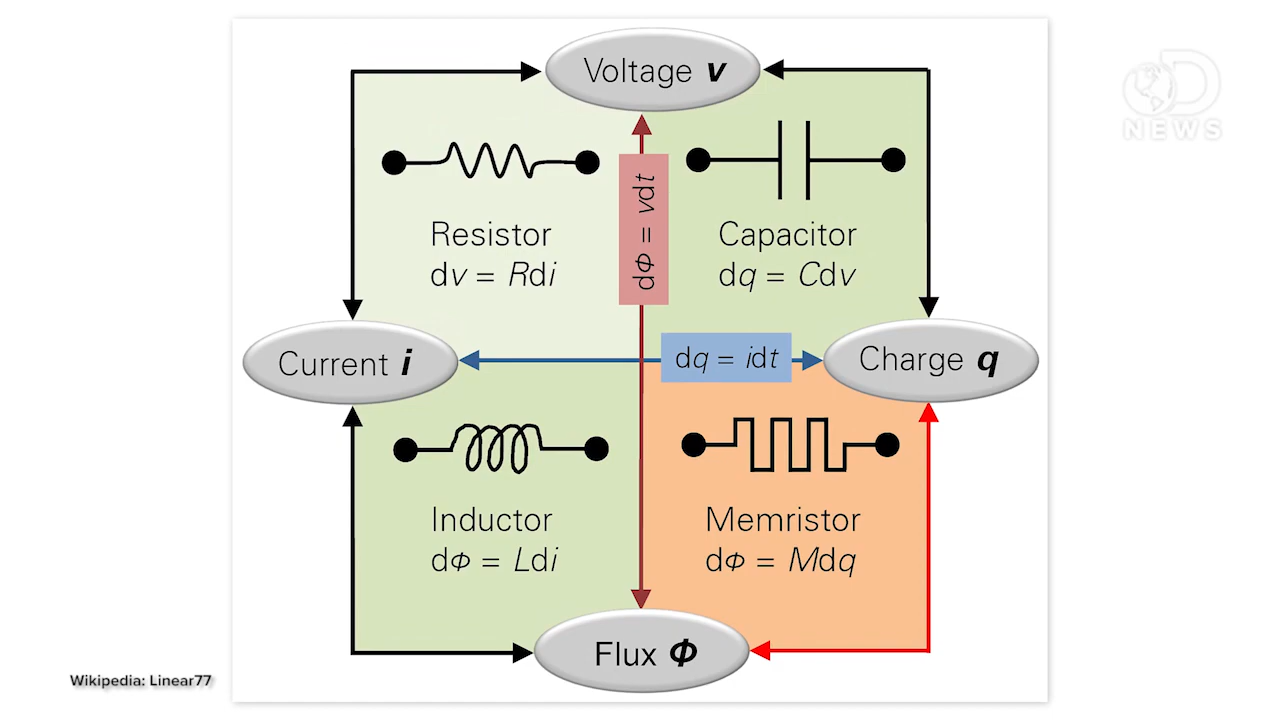 Voltage v
D
NEWS
Resistor
dv = Rdi
dΦ = vdt
Capacitor
dq = Cdv
Current i
dq = idt
Charge q
Inductor
dΦ = Ldi
Memristor
dΦ = Mdq
Flux Φ
Wikipedia: Linear77